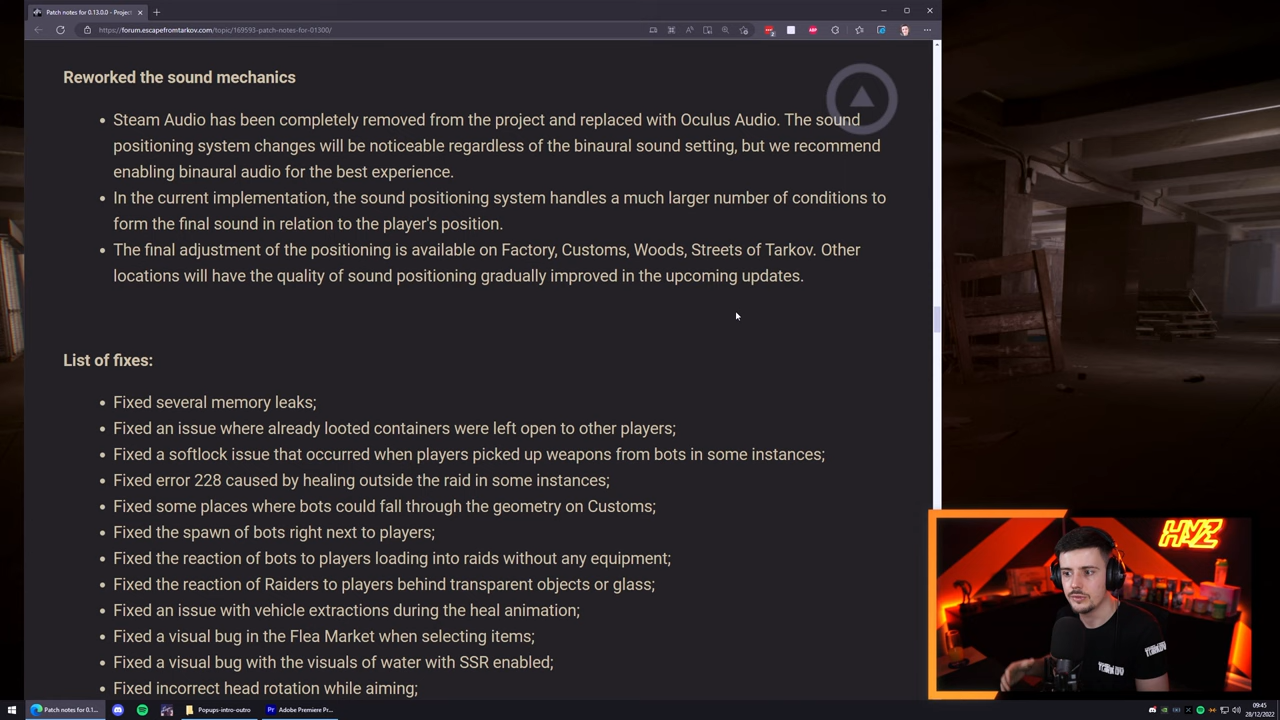 Patch notes for 0.13.0.0 - Project
https://forum.escapefromtarkov.com/topic/169593-patch-notes-for-01300/
Reworked the sound mechanics
• Steam Audio has been completely removed from the project and replaced with Oculus Audio. The sound
positioning system changes will be noticeable regardless of the binaural sound setting, but we recommend
enabling binaural audio for the best experience.
• In the current implementation, the sound positioning system handles a much larger number of conditions to
form the final sound in relation to the player's position.
• The final adjustment of the positioning is available on Factory, Customs, Woods, Streets of Tarkov. Other
locations will have the quality of sound positioning gradually improved in the upcoming updates.
List of fixes:
• Fixed several memory leaks;
• Fixed an issue where already looted containers were left open to other players;
• Fixed a softlock issue that occurred when players picked up weapons from bots in some instances;
• Fixed error 228 caused by healing outside the raid in some instances;
• Fixed some places where bots could fall through the geometry on Customs;
• Fixed the spawn of bots right next to players;
• Fixed the reaction of bots to players loading into raids without any equipment;
• Fixed the reaction of Raiders to players behind transparent objects or glass;
• Fixed an issue with vehicle extractions during the heal animation;
• Fixed a visual bug in the Flea Market when selecting items;
• Fixed a visual bug with the visuals of water with SSR enabled;
• Fixed incorrect head rotation while aiming;
Patch notes for 0.1...
Popups-intro-outro
Adobe Premiere Pr...
09:45
28/12/2022